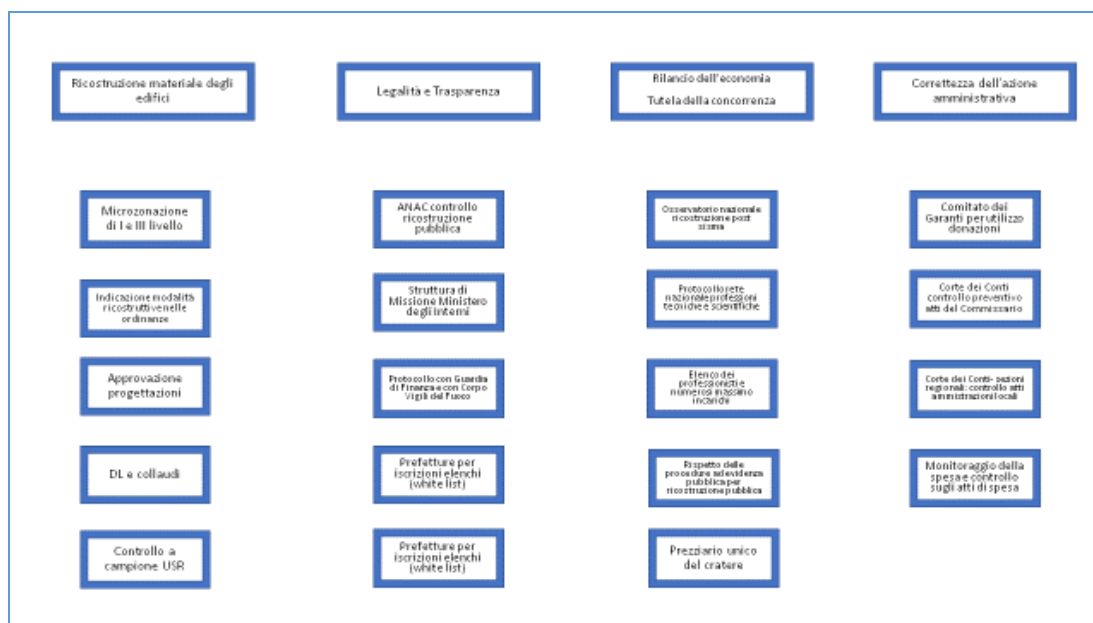 Ricostruzione materiale degli
edifici
Legalità e Trasparenza
Rilancio dell'economia
Tutela della concorrenza
Correttezza dell'azione
amministrativa
Microzonazione
di I e III livello
ANAC controllo
ricostruzione
pubblica
Osservatorio nazionale
ricostruzione post
sisma
Comitato dei
Garanti per utilizzo
donazioni
Indicazione modalità
ricostruttive nelle
ordinanze
Struttura di
Missione Ministero
degli Interni
Protocollo rete
nazionale professioni
tecniche e scientifiche
Corte dei Conti
controllo preventivo
atti del Commissario
Approvazione
progettazioni
Protocollo con Guardia
di Finanza e con Corpo
Vigili del Fuoco
Elenco dei
professionisti e
numerosi massimo
incarichi
Corte dei Conti- sezioni
regionali: controllo atti
amministrazioni locali
DL e collaudi
Prefetture per
iscrizioni elenchi
(white list)
Rispetto delle
procedure ad evidenza
pubblica per
ricostruzione pubblica
Monitoraggio della
spesa e controllo
sugli atti di spesa
Controllo a
campione USR
Prefetture per
iscrizioni elenchi
(white list)
Prezziario unico
del cratere